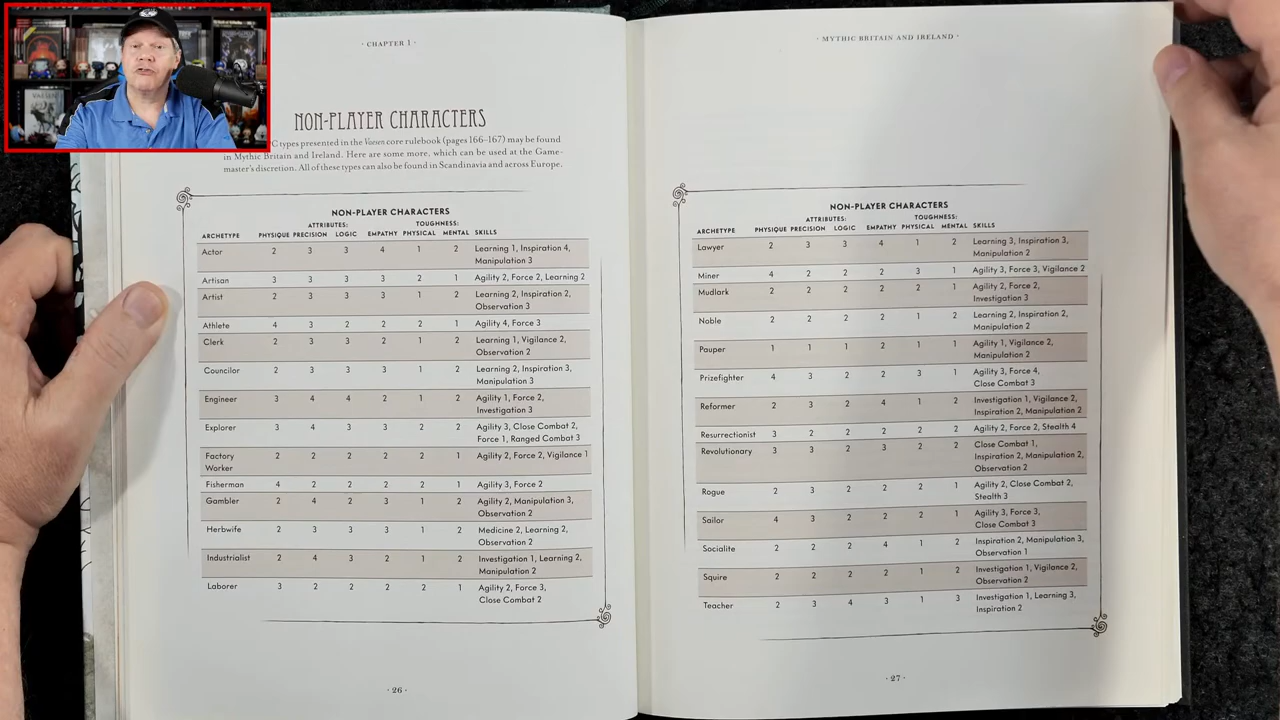 · CHAPTER 1 ·
NON-PLAYER CHARACTERS
C types presented in the Vaesen core rulebook (pages 166–167) may be found
in Mythic Britain and Ireland. Here are some more, which can be used at the Game-
master's discretion. All of these types can also be found in Scandinavia and across Europe.
NON-PLAYER CHARACTERS
ATTRIBUTES: TOUGHNESS:
ARCHETYPE PHYSIQUE PRECISION LOGIC EMPATHY PHYSICAL MENTAL SKILLS
Actor 2 3 3 4 1 2 Learning 1, Inspiration 4,
Manipulation 3
Artisan 3 3 3 3 2 1 Agility 2, Force 2, Learning 2
Artist 2 3 3 3 1 2 Learning 2, Inspiration 2,
Observation 3
Athlete 4 3 2 2 2 1 Agility 4, Force 3
Clerk 2 3 3 2 1 2 Learning 1, Vigilance 2,
Observation 2
Councilor 2 3 3 3 1 2 Learning 2, Inspiration 3,
Manipulation 3
Engineer 3 4 4 2 1 2 Agility 1, Force 2,
Investigation 3
Explorer 3 4 3 3 2 2 Agility 3, Close Combat 2,
Force 1, Ranged Combat 3
Factory 2 2 2 2 2 1 Agility 2, Force 2, Vigilance 1
Worker
Fisherman 4 2 2 2 2 1 Agility 3, Force 2
Gambler 2 4 2 3 1 2 Agility 2, Manipulation 3,
Observation 2
Herbwife 2 3 3 3 1 2 Medicine 2, Learning 2,
Observation 2
Industrialist 2 4 3 2 1 2 Investigation 1, Learning 2,
Manipulation 2
Laborer 3 2 2 2 2 1 Agility 2, Force 3,
Close Combat 2
· 26 ·
· MYTHIC BRITAIN AND IRELAND ·
NON-PLAYER CHARACTERS
ATTRIBUTES: TOUGHNESS:
ARCHETYPE PHYSIQUE PRECISION LOGIC EMPATHY PHYSICAL MENTAL SKILLS
Lawyer 2 3 3 4 1 2 Learning 3, Inspiration 3,
Manipulation 2
Miner 4 2 2 2 3 1 Agility 3, Force 3, Vigilance 2
Mudlark 2 2 2 2 2 1 Agility 2, Force 2,
Investigation 3
Noble 2 2 2 2 1 2 Learning 2, Inspiration 2,
Manipulation 2
Pauper 1 1 1 2 1 1 Agility 1, Vigilance 2,
Manipulation 2
Prizefighter 4 3 2 2 3 1 Agility 3, Force 4,
Close Combat 3
Reformer 2 3 2 4 1 2 Investigation 1, Vigilance 2,
Inspiration 2, Manipulation 2
Resurrectionist 3 2 2 2 2 2 Agility 2, Force 2, Stealth 4
Revolutionary 3 3 2 3 2 2 Close Combat 1,
Inspiration 2, Manipulation 2,
Observation 2
Rogue 2 3 2 2 2 1 Agility 2, Close Combat 2,
Stealth 3
Sailor 4 3 2 2 2 1 Agility 3, Force 3,
Close Combat 3
Socialite 2 2 2 4 1 2 Inspiration 2, Manipulation 3,
Observation 1
Squire 2 2 2 2 1 2 Investigation 1, Vigilance 2,
Observation 2
Teacher 2 3 4 3 1 3 Investigation 1, Learning 3,
Inspiration 2
· 27 ·
VAESEN